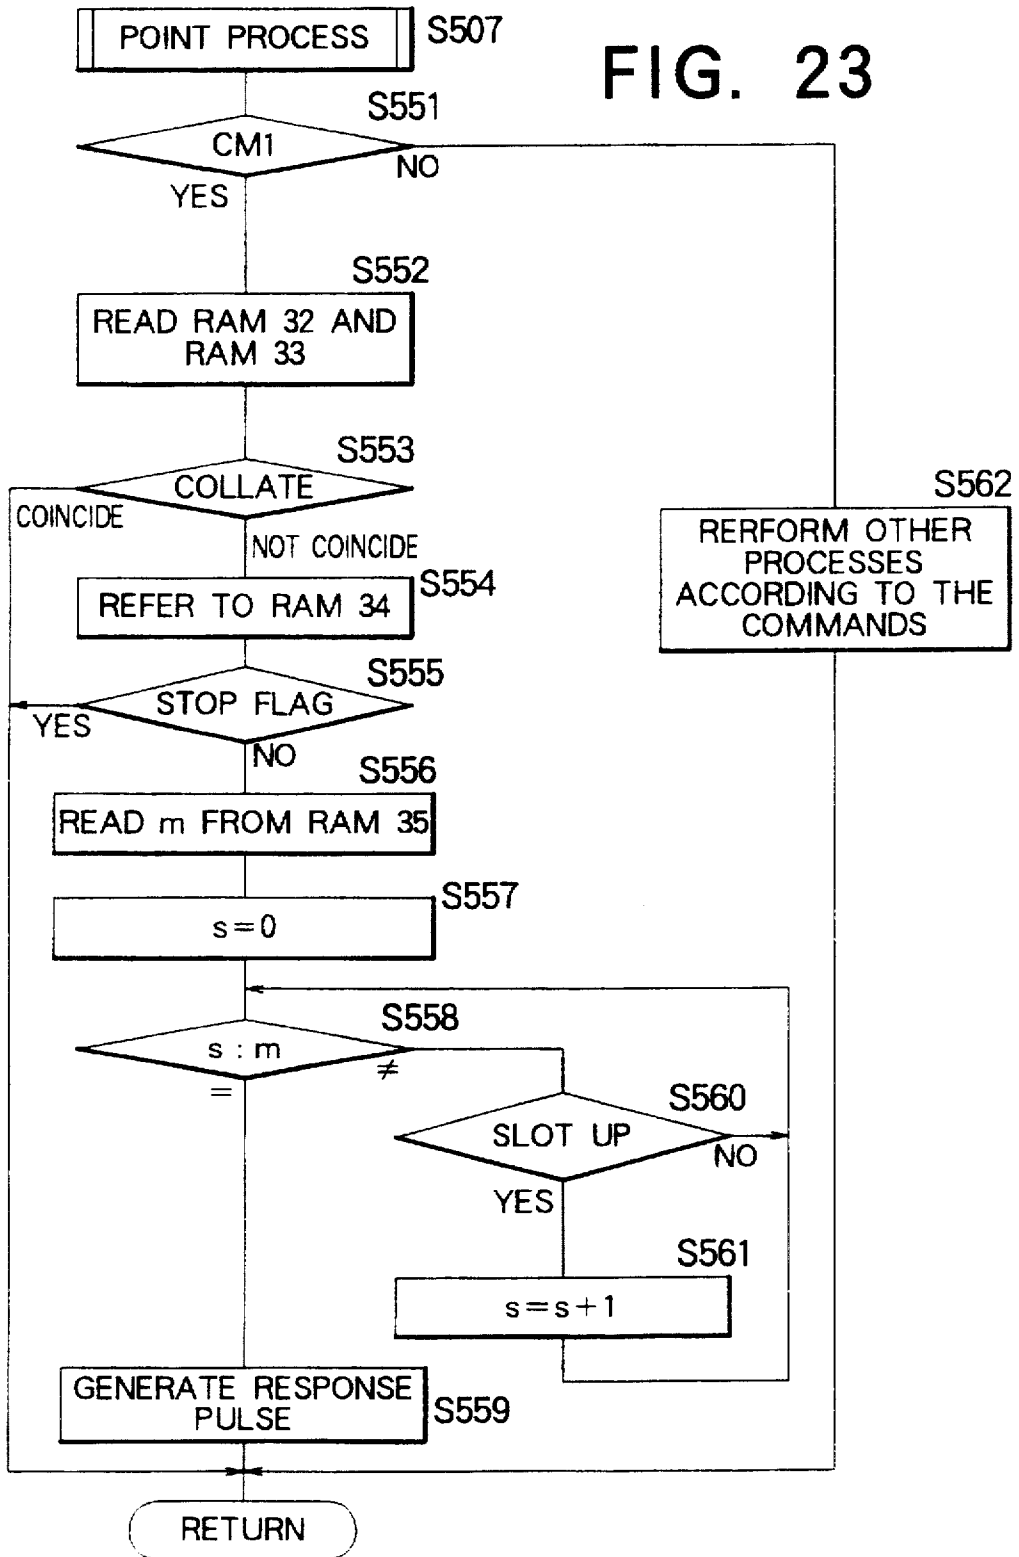 POINT PROCESS
S507
FIG. 23
S551
CM1
NO
YES
S552
READ RAM 32 AND
RAM 33
S553
COLLATE
COINCIDE
NOT COINCIDE
S562
RERFORM OTHER
PROCESSES
ACCORDING TO THE
COMMANDS
S554
REFER TO RAM 34
S555
STOP FLAG
YES
NO
S556
READ m FROM RAM 35
S557
s=0
S558
s : m
≠
=
S560
SLOT UP
NO
YES
S561
s=s+1
GENERATE RESPONSE
PULSE
S559
RETURN